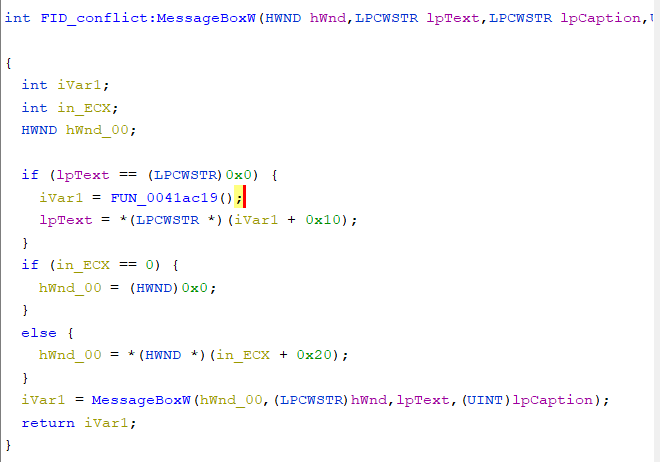 int FID_conflict:MessageBoxW(HWND hWnd,LPCWSTR lpText,LPCWSTR lpCaption,U
{
int iVar1;
int in_ECX;
HWND hWnd_00;
if (lpText == (LPCWSTR)0x0) {
iVar1 = FUN_0041ac19();
lpText = *(LPCWSTR *)(iVar1 + 0x10);
}
if (in_ECX == 0) {
hWnd_00 = (HWND)0x0;
}
else {
hWnd_00 = *(HWND *)(in_ECX + 0x20);
}
iVar1 = MessageBoxW(hWnd_00,(LPCWSTR)hWnd,lpText,(UINT)lpCaption);
return iVar1;
}